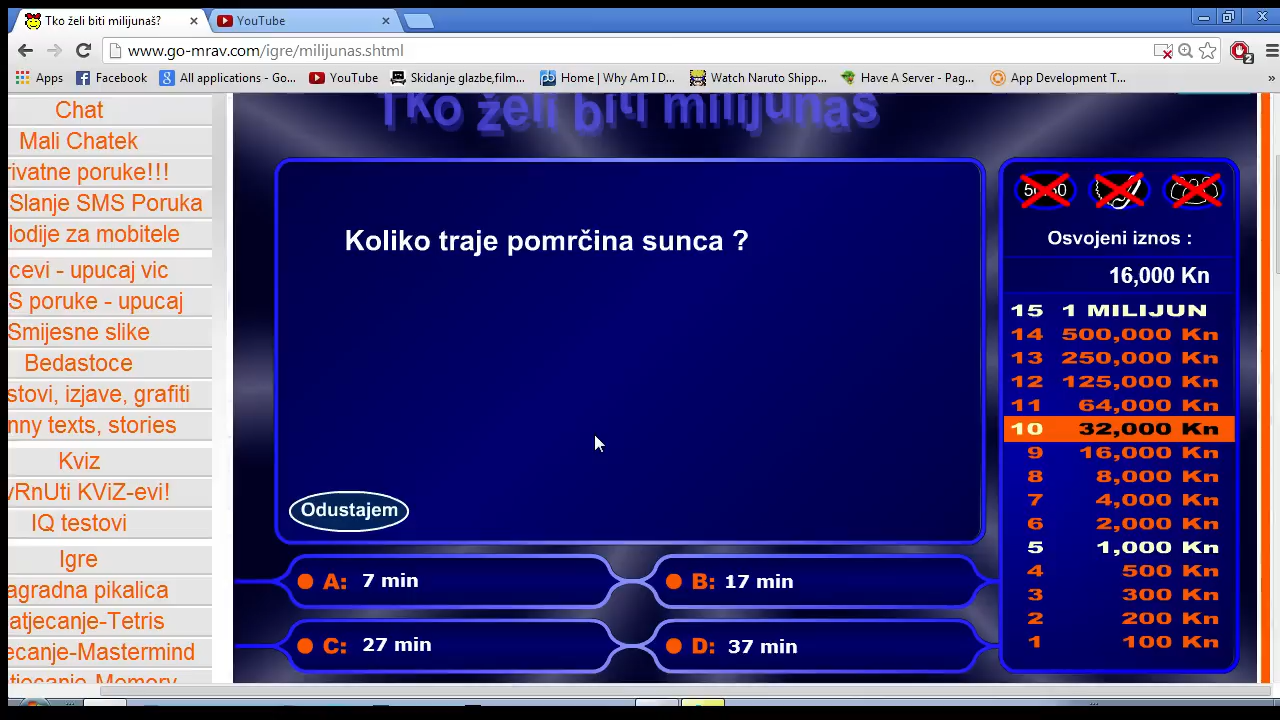 Tko želi biti milijunaš?
YouTube
www.go-mrav.com/igre/milijunas.shtml
2
Apps
Facebook
All applications - Go...
YouTube
Skidanje glazbe,film...
Home | Why Am I D...
Watch Naruto Shipp...
Have A Server - Pag...
App Development T...
»
Chat
Mali Chatek
rivatne poruke!!!
Slanje SMS Poruka
lodije za mobitele
cevi - upucaj vic
S poruke - upucaj
Smijesne slike
Bedastoce
stovi, izjave, grafiti
nny texts, stories
Kviz
vRnUti KViZ-evi!
IQ testovi
Igre
agradna pikalica
atjecanje-Tetris
ecanje-Mastermind
tjecanje-Memory
Tko želi biti milijunaš
Koliko traje pomrčina sunca ?
Odustajem
A: 7 min
B: 17 min
C: 27 min
D: 37 min
50:50
Osvojeni iznos :
16,000 Kn
15 1 MILIJUN
14 500,000 Kn
13 250,000 Kn
12 125,000 Kn
11 64,000 Kn
10 32,000 Kn
9 16,000 Kn
8 8,000 Kn
7 4,000 Kn
6 2,000 Kn
5 1,000 Kn
4 500 Kn
3 300 Kn
2 200 Kn
1 100 Kn